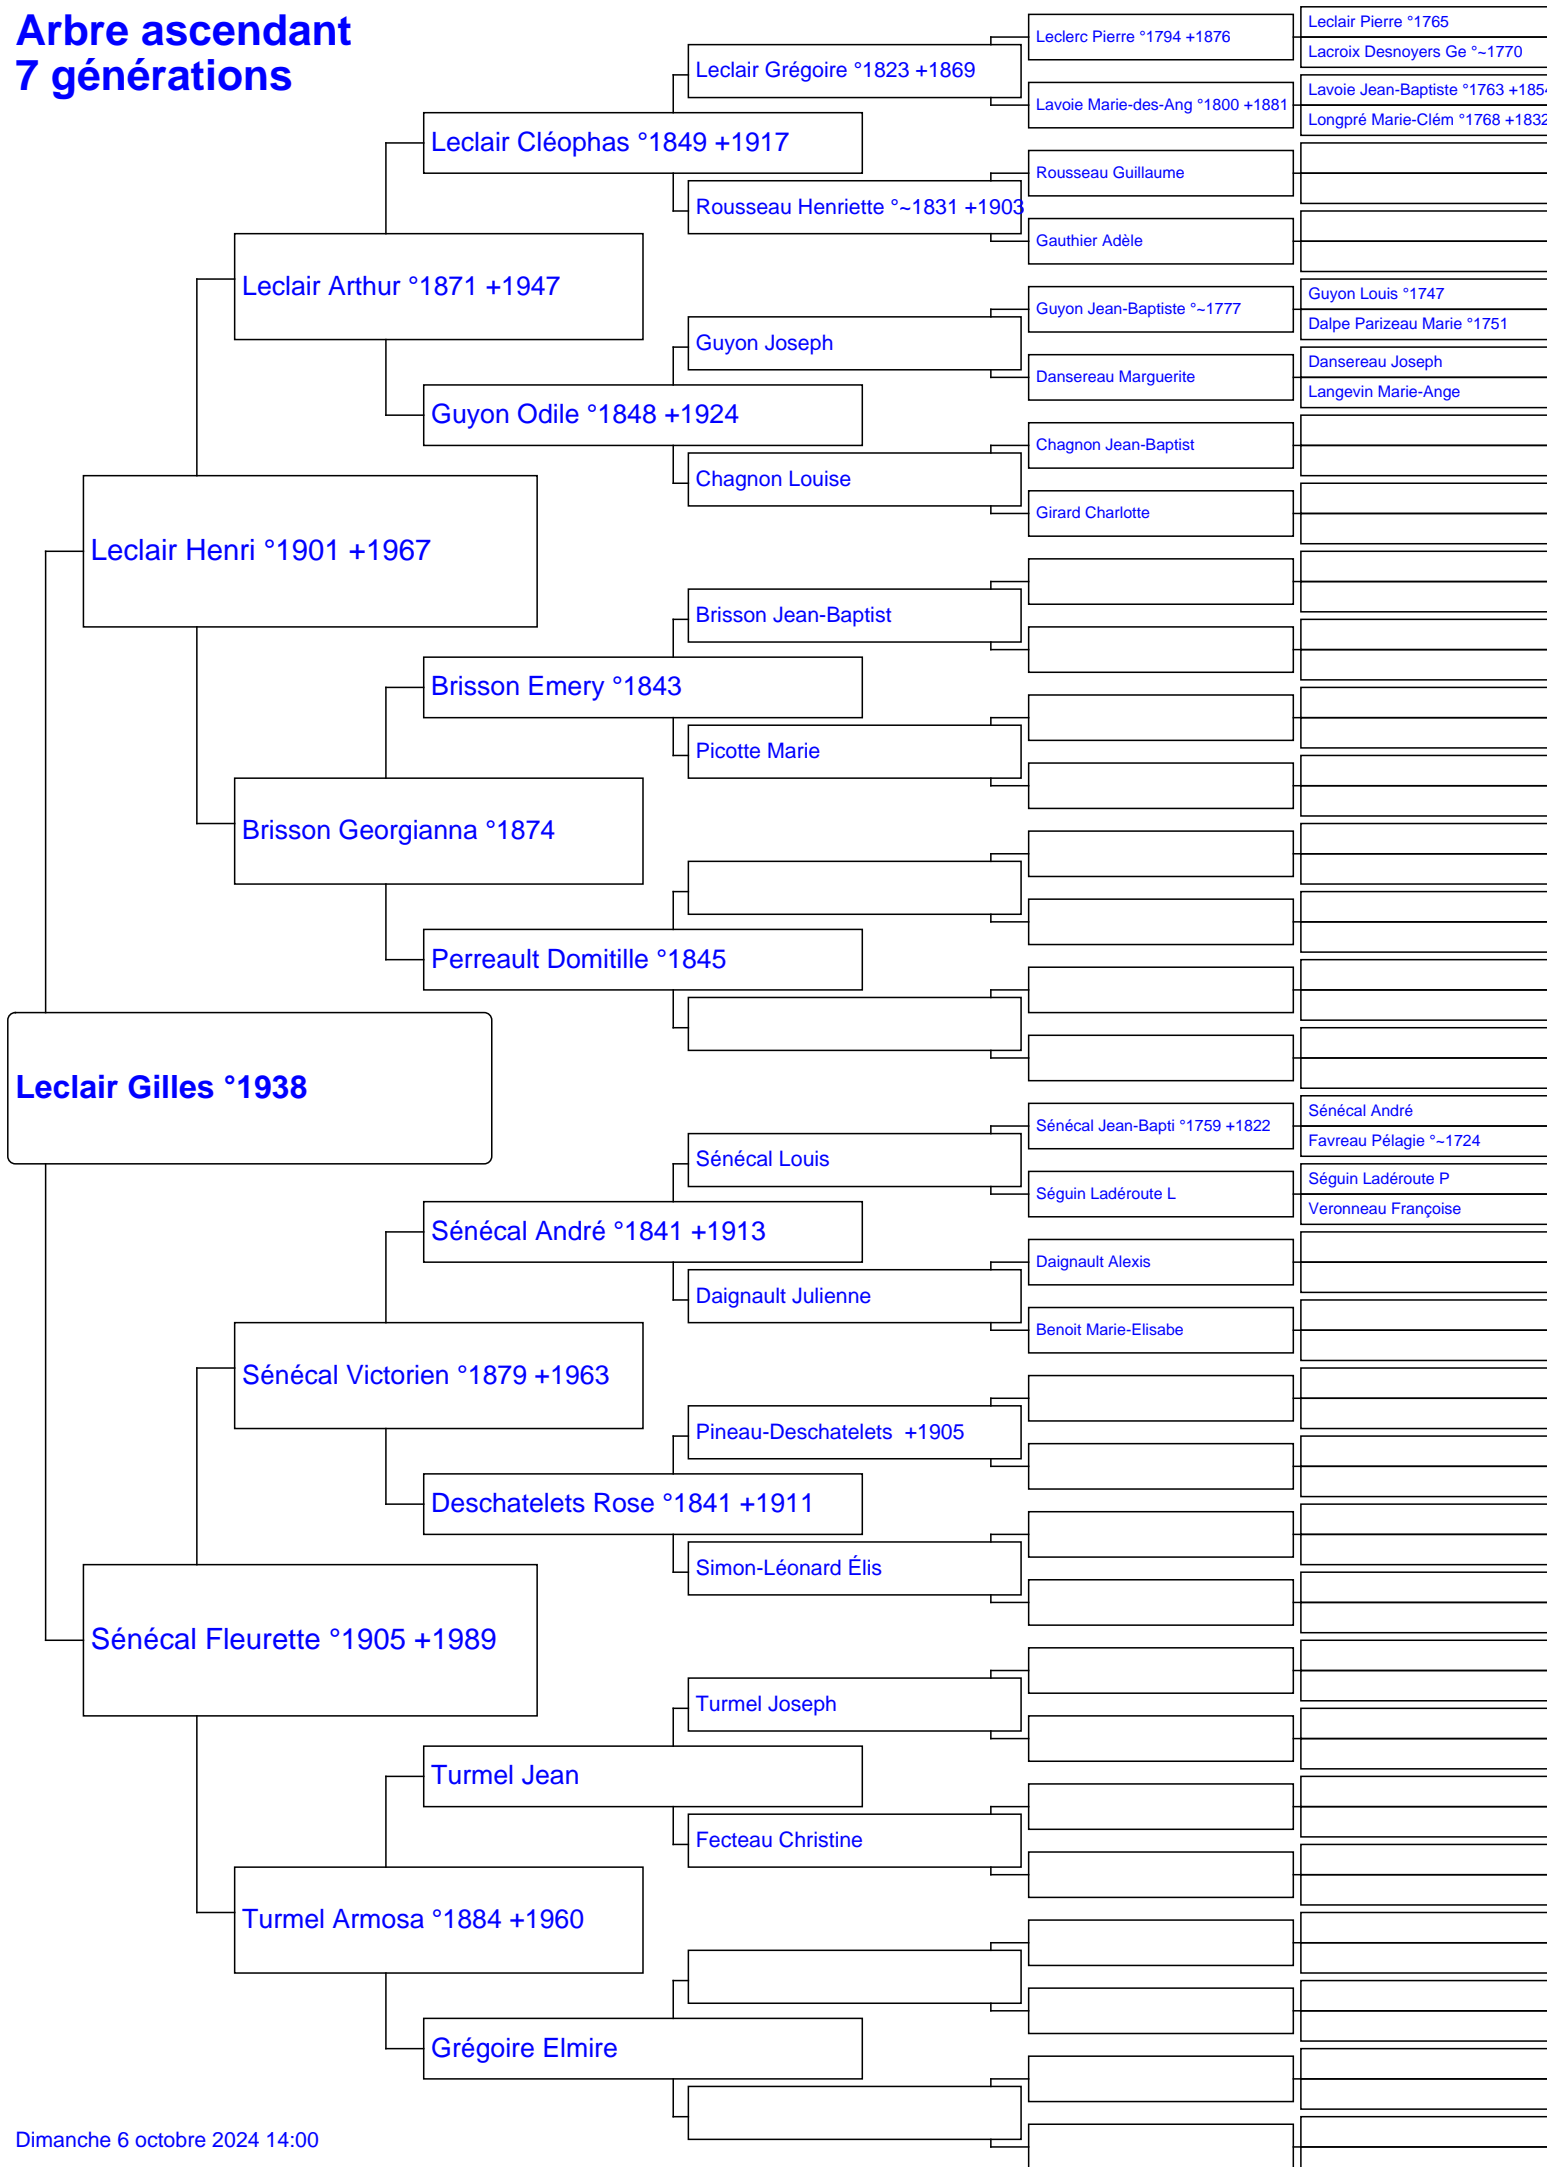 Arbre ascendant
7 générations
Leclair Gilles °1938
Leclair Henri °1901 +1967
Sénécal Fleurette °1905 +1989
Leclair Arthur °1871 +1947
Brisson Georgianna °1874
Sénécal Victorien °1879 +1963
Turmel Armosa °1884 +1960
Leclair Cléophas °1849 +1917
Guyon Odile °1848 +1924
Brisson Emery °1843
Perreault Domitille °1845
Sénécal André °1841 +1913
Deschatelets Rose °1841 +1911
Turmel Jean
Grégoire Elmire
Leclair Grégoire °1823 +1869
Rousseau Henriette °~1831 +1903
Guyon Joseph
Chagnon Louise
Brisson Jean-Baptist
Picotte Marie
Sénécal Louis
Daignault Julienne
Pineau-Deschatelets  +1905
Simon-Léonard Élis
Turmel Joseph
Fecteau Christine
Leclerc Pierre °1794 +1876
Lavoie Marie-des-Ang °1800 +1881
Rousseau Guillaume
Gauthier Adèle
Guyon Jean-Baptiste °~1777
Dansereau Marguerite
Chagnon Jean-Baptist
Girard Charlotte
Sénécal Jean-Bapti °1759 +1822
Séguin Ladéroute L
Daignault Alexis
Benoit Marie-Elisabe
Leclair Pierre °1765
Lacroix Desnoyers Ge °~1770
Lavoie Jean-Baptiste °1763 +1854
Longpré Marie-Clém °1768 +1832
Guyon Louis °1747
Dalpe Parizeau Marie °1751
Dansereau Joseph
Langevin Marie-Ange
Sénécal André
Favreau Pélagie °~1724
Séguin Ladéroute P
Veronneau Françoise
Dimanche 6 octobre 2024 14:00